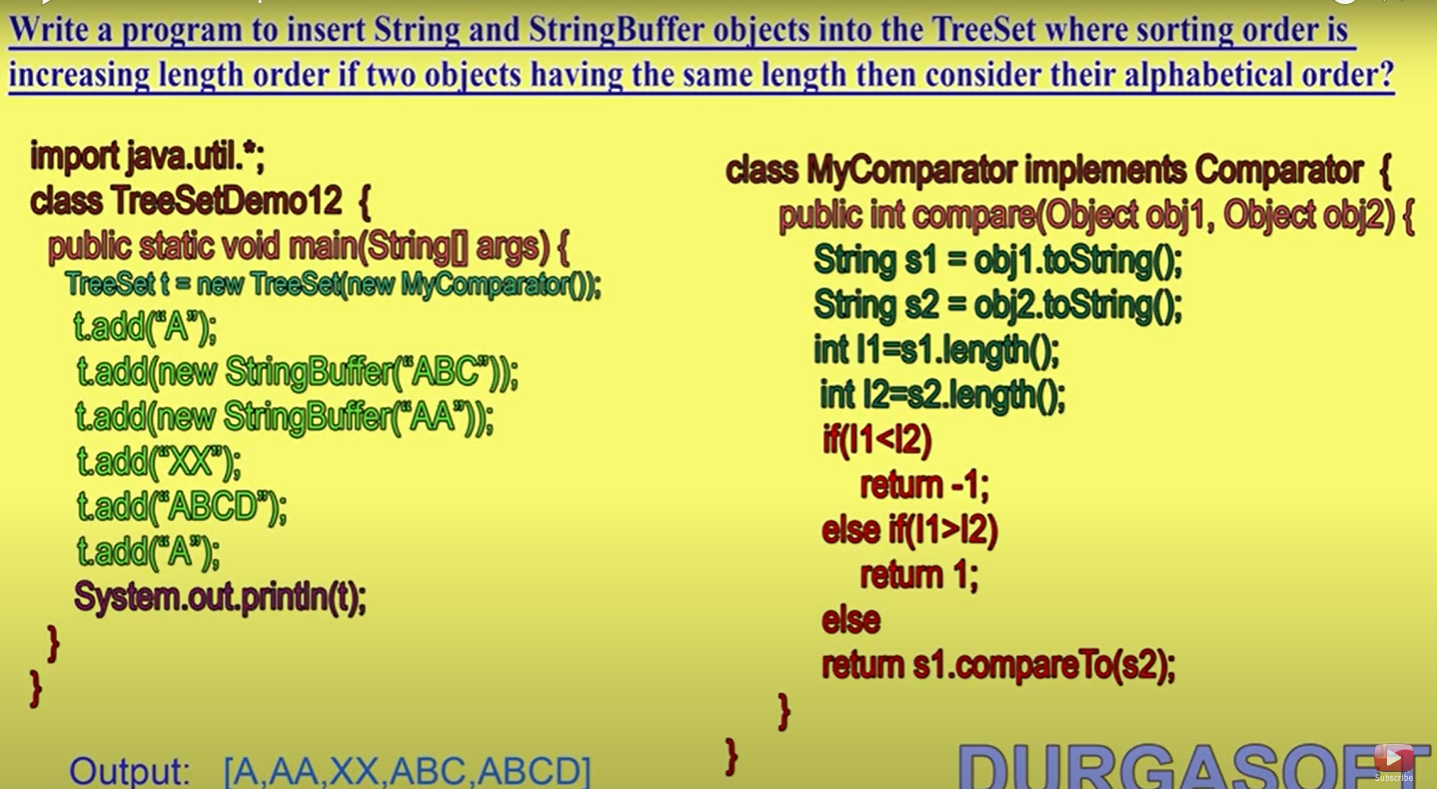 Write a program to insert String and StringBuffer objects into the TreeSet where sorting order is
increasing length order if two objects having the same length then consider their alphabetical order?
import java.util.*;
class TreeSetDemo12 {
public static void main(String[] args) {
TreeSet t = new TreeSet(new MyComparator());
t.add(“A”);
t.add(new StringBuffer(“ABC”));
t.add(new StringBuffer(“AA”));
t.add(“XX”);
t.add(“ABCD”);
t.add(“A”);
System.out.println(t);
}
}
Output: [A,AA,XX,ABC,ABCD]
class MyComparator implements Comparator {
public int compare(Object obj1, Object obj2) {
String s1 = obj1.toString();
String s2 = obj2.toString();
int l1=s1.length();
int l2=s2.length();
if(l1<l2)
return -1;
else if(l1>l2)
return 1;
else
return s1.compareTo(s2);
}
}
DURGASOFT
Subscribe